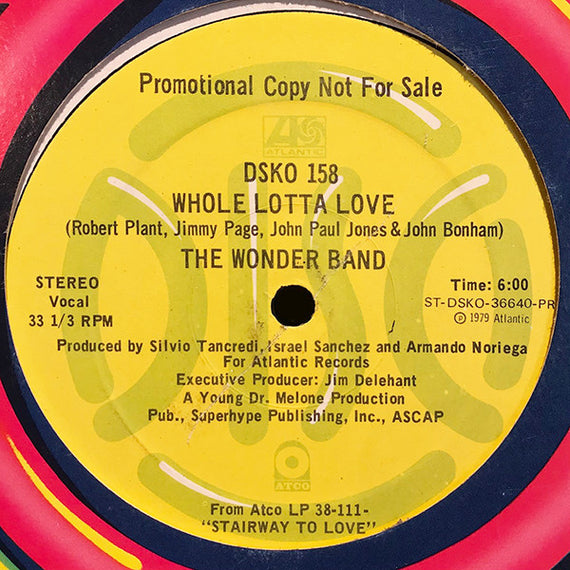 Promotional Copy Not For Sale
ATLANTIC
DSKO 158
WHOLE LOTTA LOVE
(Robert Plant, Jimmy Page, John Paul Jones & John Bonham)
THE WONDER BAND
STEREO
Vocal
33 1/3 RPM
Time: 6:00
ST-DSKO-36640-PR
Ⓟ 1979 Atlantic
Produced by Silvio Tancredi, Israel Sanchez and Armando Noriega
For Atlantic Records
Executive Producer: Jim Delehant
A Young Dr. Melone Production
Pub., Superhype Publishing, Inc., ASCAP
ATCO
From Atco LP 38-111-
"STAIRWAY TO LOVE"